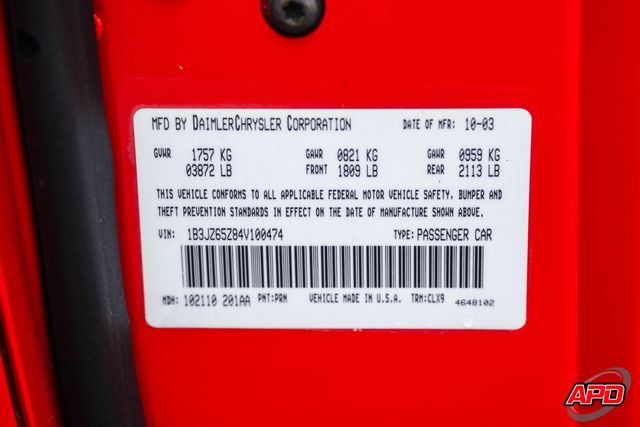 MFD BY DAIMLERCHRYSLER CORPORATION DATE OF MFR: 10-03
GVWR 1757 KG GAWR 0821 KG GAWR 0959 KG
03872 LB FRONT 1809 LB REAR 2113 LB
THIS VEHICLE CONFORMS TO ALL APPLICABLE FEDERAL MOTOR VEHICLE SAFETY, BUMPER AND
THEFT PREVENTION STANDARDS IN EFFECT ON THE DATE OF MANUFACTURE SHOWN ABOVE.
VIN: 1B3JZ65Z84V100474 TYPE: PASSENGER CAR
MDH: 102110 201AA PNT: PRN VEHICLE MADE IN U.S.A. TRM: CLX9 4648102
APD